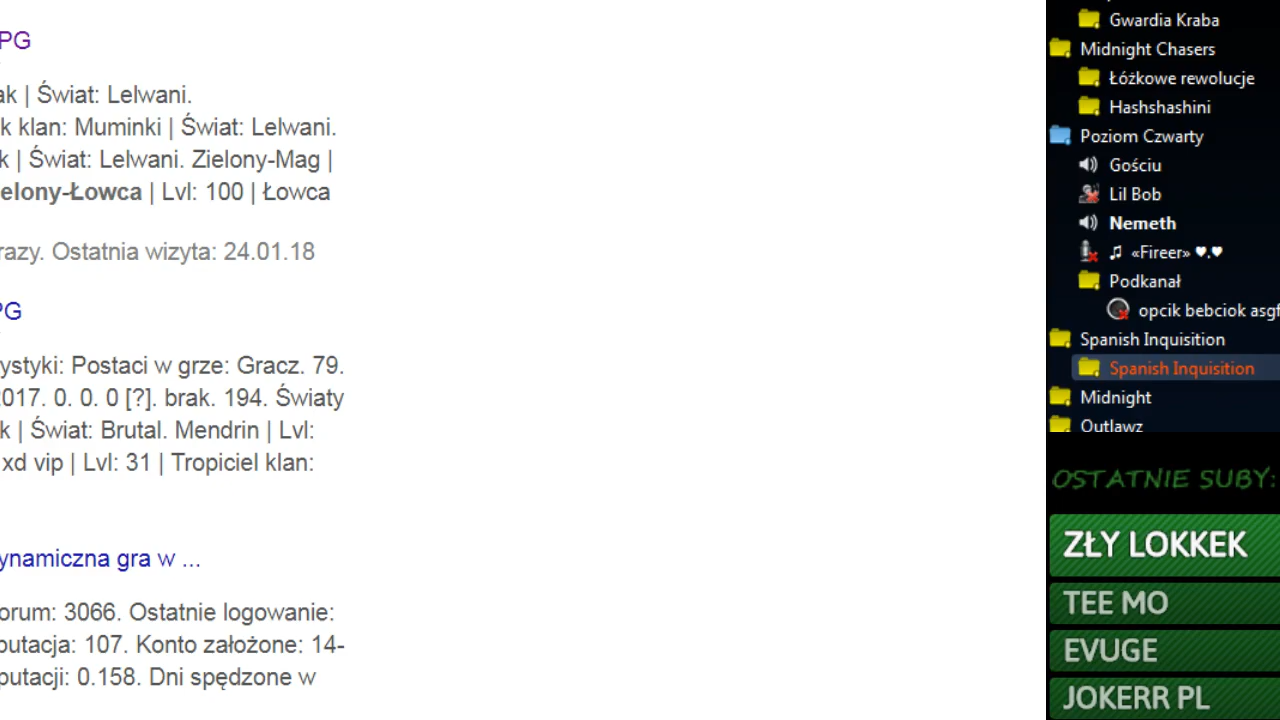 PG
ak | Świat: Lelwani.
k klan: Muminki | Świat: Lelwani.
k | Świat: Lelwani. Zielony-Mag |
elony-Łowca | Lvl: 100 | Łowca
razy. Ostatnia wizyta: 24.01.18
PG
ystyki: Postaci w grze: Gracz. 79.
2017. 0. 0. 0 [?]. brak. 194. Światy
k | Świat: Brutal. Mendrin | Lvl:
xd vip | Lvl: 31 | Tropiciel klan:
ynamiczna gra w ...
orum: 3066. Ostatnie logowanie:
putacja: 107. Konto założone: 14-
putacji: 0.158. Dni spędzone w
Gwardia Kraba
Midnight Chasers
Łóżkowe rewolucje
Hashshashini
Poziom Czwarty
Gościu
Lil Bob
Nemeth
♫ «Fireer» ♥.♥
Podkanał
opcik bebciok asgf
Spanish Inquisition
Spanish Inquisition
Midnight
Outlawz
OSTATNIE SUBY:
ZŁY LOKKEK
TEE MO
EVUGE
JOKERR PL